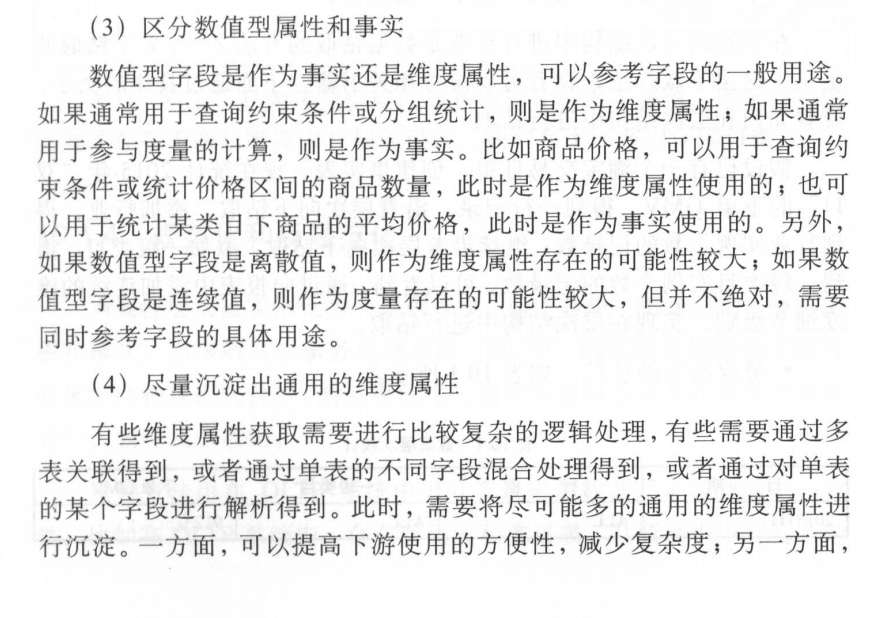 （3）区分数值型属性和事实
数值型字段是作为事实还是维度属性，可以参考字段的一般用途。
如果通常用于查询约束条件或分组统计，则是作为维度属性；如果通常
用于参与度量的计算，则是作为事实。比如商品价格，可以用于查询约
束条件或统计价格区间的商品数量，此时是作为维度属性使用的；也可
以用于统计某类目下商品的平均价格，此时是作为事实使用的。另外，
如果数值型字段是离散值，则作为维度属性存在的可能性较大；如果数
值型字段是连续值，则作为度量存在的可能性较大，但并不绝对，需要
同时参考字段的具体用途。
（4）尽量沉淀出通用的维度属性
有些维度属性获取需要进行比较复杂的逻辑处理，有些需要通过多
表关联得到，或者通过单表的不同字段混合处理得到，或者通过对单表
的某个字段进行解析得到。此时，需要将尽可能多的通用的维度属性进
行沉淀。一方面，可以提高下游使用的方便性，减少复杂度；另一方面，